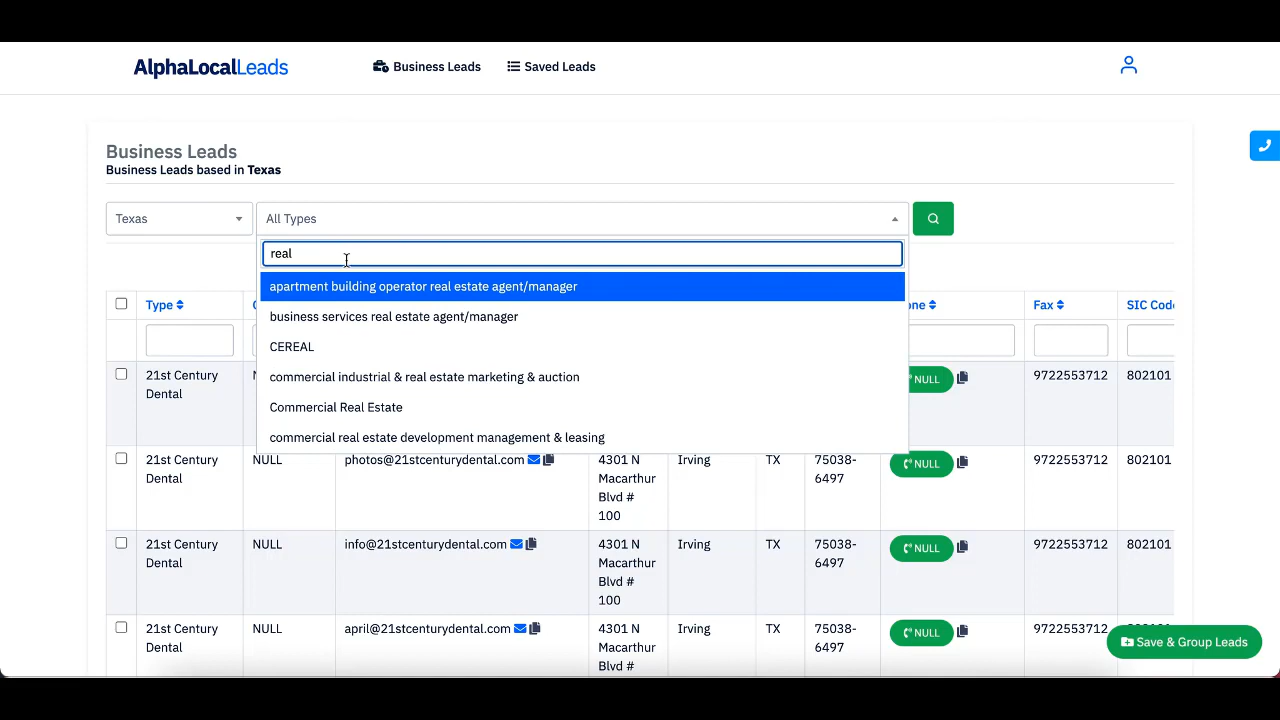 AlphaLocalLeads
Business Leads
Saved Leads
Business Leads
Business Leads based in Texas
Texas
All Types
real
apartment building operator real estate agent/manager
business services real estate agent/manager
CEREAL
commercial industrial & real estate marketing & auction
Commercial Real Estate
commercial real estate development management & leasing
Type
Fax
SIC Code
21st Century
Dental
NULL
9722553712
802101
21st Century
Dental
NULL
photos@21stcenturydental.com
4301 N
Macarthur
Blvd #
100
Irving
TX
75038-
6497
NULL
9722553712
802101
21st Century
Dental
NULL
info@21stcenturydental.com
4301 N
Macarthur
Blvd #
100
Irving
TX
75038-
6497
NULL
9722553712
802101
21st Century
Dental
NULL
april@21stcenturydental.com
4301 N
Macarthur
Blvd #
Irving
TX
75038-
6497
NULL
9722553712
Save & Group Leads